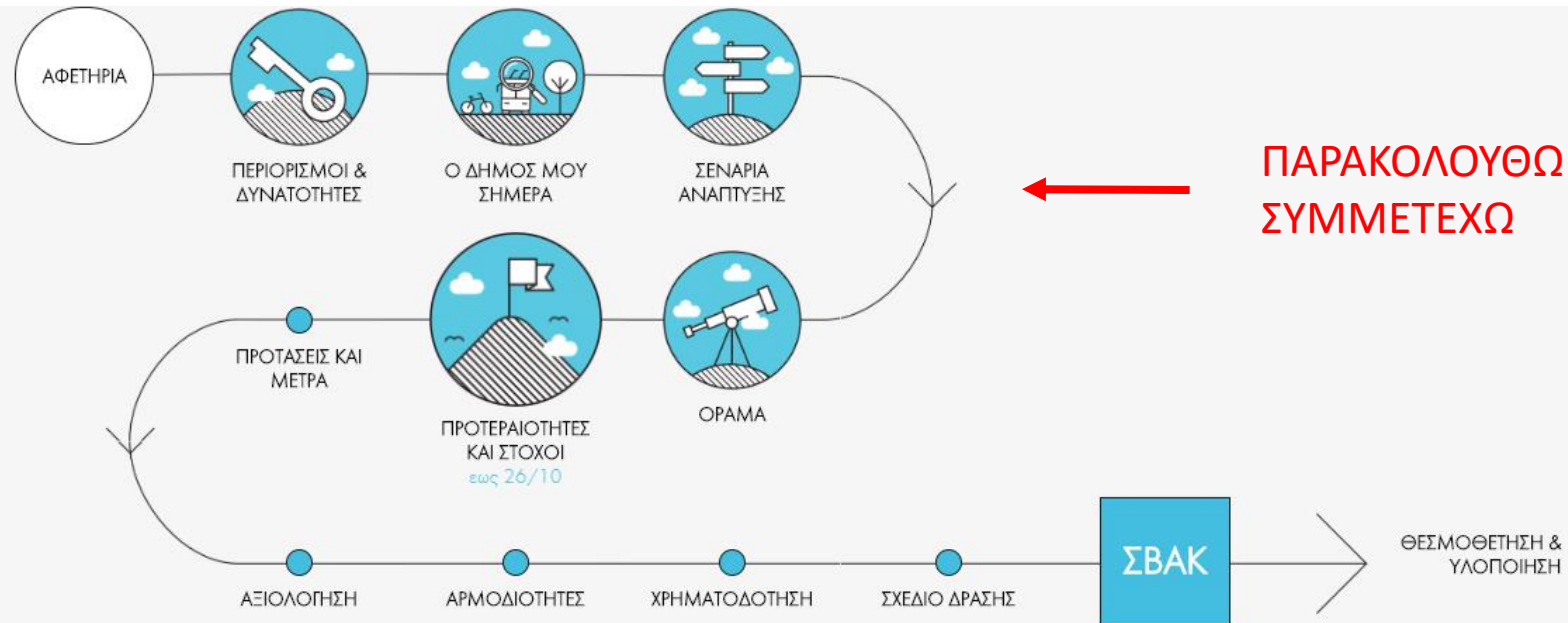 ΑΦΕΤΗΡΙΑ
ΠΕΡΙΟΡΙΣΜΟΙ &
ΔΥΝΑΤΟΤΗΤΕΣ
Ο ΔΗΜΟΣ ΜΟΥ
ΣΗΜΕΡΑ
ΣΕΝΑΡΙΑ
ΑΝΑΠΤΥΞΗΣ
ΠΑΡΑΚΟΛΟΥΘΩ
ΣΥΜΜΕΤΕΧΩ
ΟΡΑΜΑ
ΠΡΟΤΕΡΑΙΟΤΗΤΕΣ
ΚΑΙ ΣΤΟΧΟΙ
εως 26/10
ΠΡΟΤΑΣΕΙΣ ΚΑΙ
ΜΕΤΡΑ
ΑΞΙΟΛΟΓΗΣΗ
ΑΡΜΟΔΙΟΤΗΤΕΣ
ΧΡΗΜΑΤΟΔΟΤΗΣΗ
ΣΧΕΔΙΟ ΔΡΑΣΗΣ
ΣΒΑΚ
ΘΕΣΜΟΘΕΤΗΣΗ &
ΥΛΟΠΟΙΗΣΗ